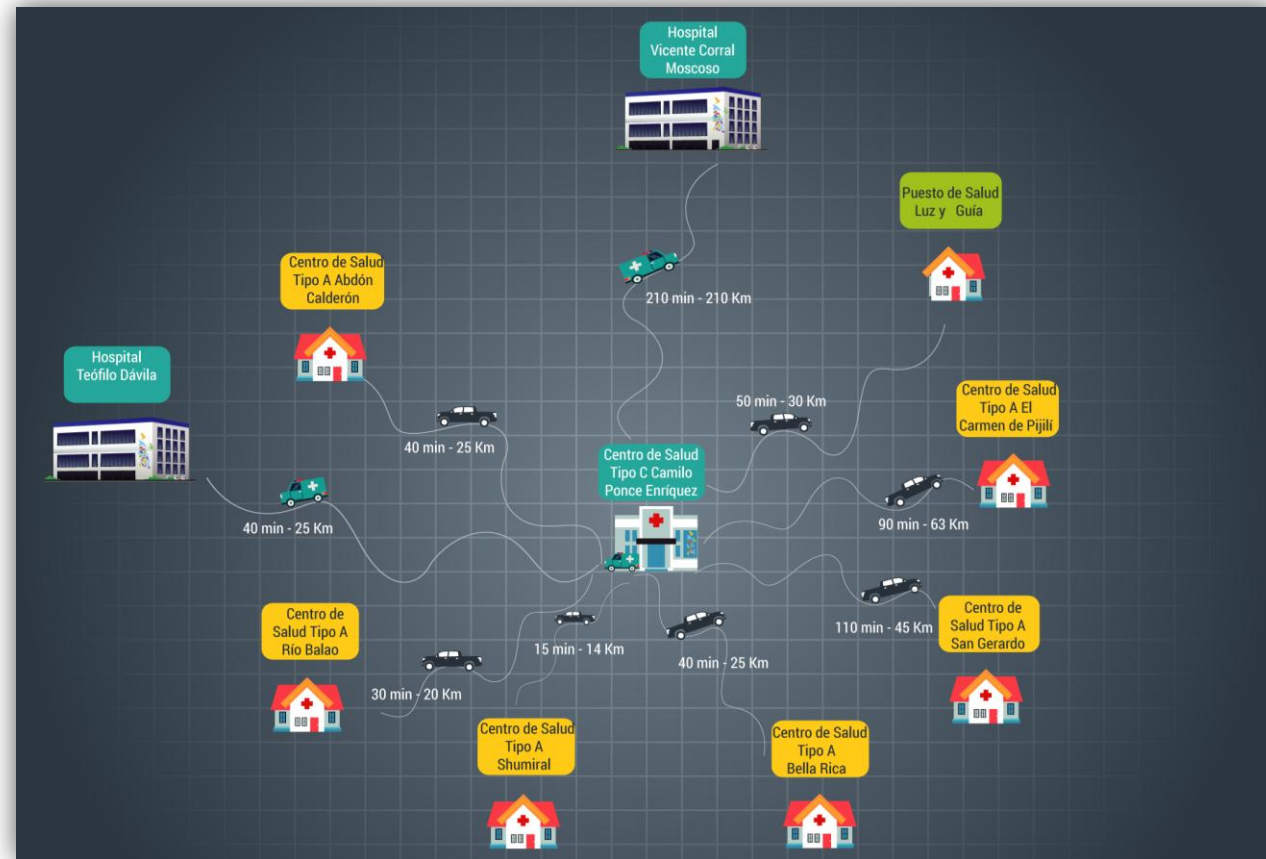 Hospital
Vicente Corral
Moscoso
Puesto de Salud
Luz y Guía
Centro de Salud
Tipo A Abdón
Calderón
210 min - 210 Km
Hospital
Teófilo Dávila
Centro de Salud
Tipo A El
Carmen de Pijilí
50 min - 30 Km
40 min - 25 Km
Centro de Salud
Tipo C Camilo
Ponce Enríquez
40 min - 25 Km
90 min - 63 Km
Centro de
Salud Tipo A
Río Balao
15 min - 14 Km
40 min - 25 Km
110 min - 45 Km
Centro de
Salud Tipo A
San Gerardo
30 min - 20 Km
Centro de Salud
Tipo A
Shumiral
Centro de Salud
Tipo A
Bella Rica